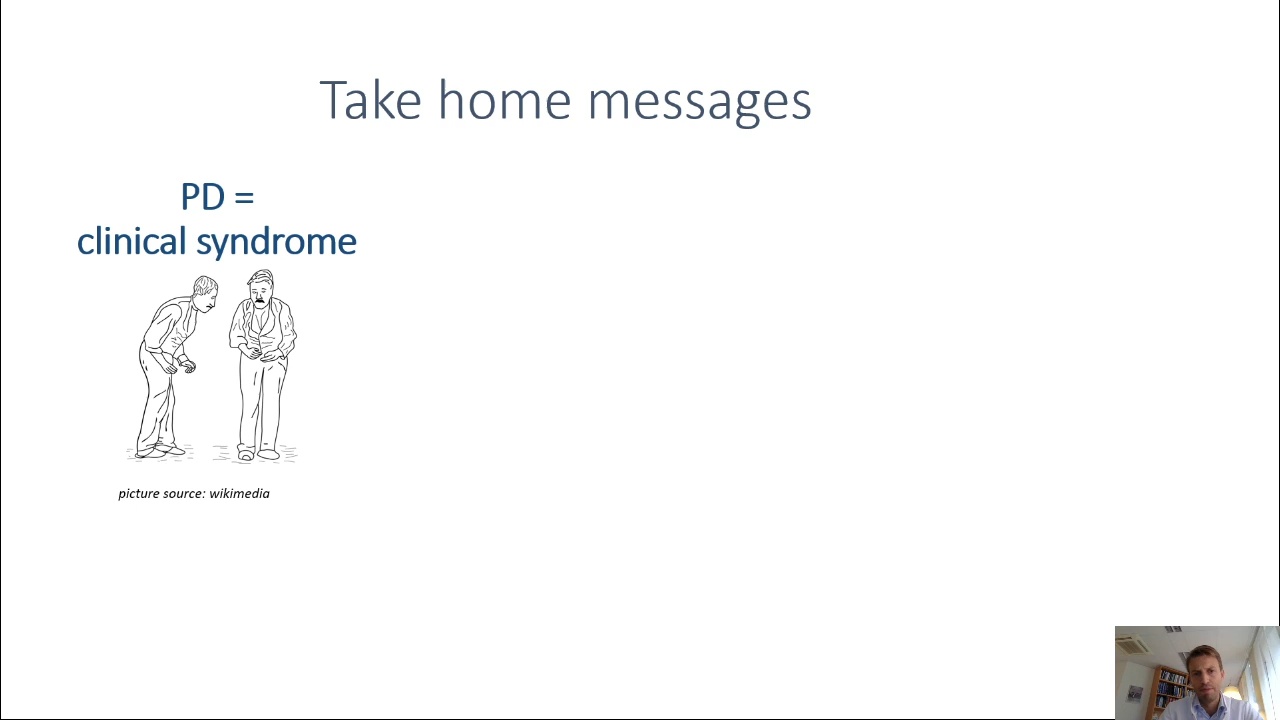 Take home messages
PD =
clinical syndrome
picture source: wikimedia